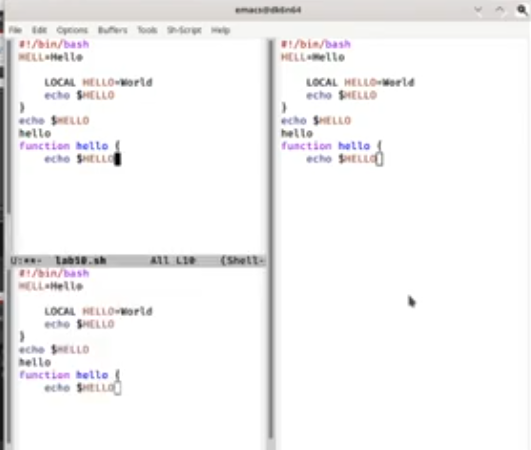 emacs@dk6n64
File Edit Options Buffers Tools Sh-Script Help
#!/bin/bash
HELL=Hello
LOCAL HELLO=World
echo $HELLO
}
echo $HELLO
hello
function hello {
echo $HELLO
U:**- lab10.sh All L10 (Shell-
#!/bin/bash
HELL=Hello
LOCAL HELLO=World
echo $HELLO
}
echo $HELLO
hello
function hello {
echo $HELLO
#!/bin/bash
HELL=Hello
LOCAL HELLO=World
echo $HELLO
}
echo $HELLO
hello
function hello {
echo $HELLO